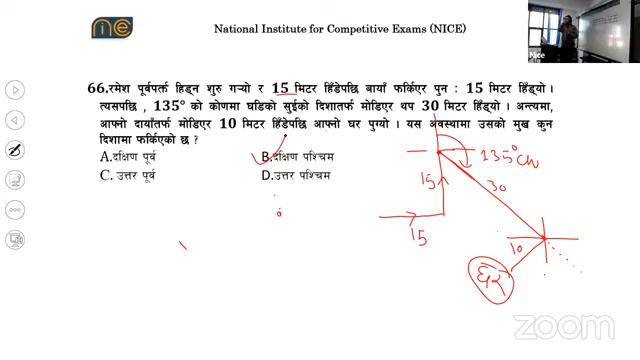 nie
National Institute for Competitive Exams (NICE)
Nice
66.रमेश पूर्वपर्त्फ हिड्न शुरु गर्‍यो र 15 मिटर हिँडेपछि बायाँ फर्किएर पुन : 15 मिटर हिँड्यो ।
त्यसपछि , 135° को कोणमा घडिको सुईको दिशातर्फ मोडिएर थप 30 मिटर हिँड्यो । अन्त्यमा,
आफ्नो दायाँतर्फ मोडिएर 10 मिटर हिँडेपछि आफ्नो घर पुग्यो । यस अवस्थामा उसको मुख कुन
दिशामा फर्किएको छ ?
A.दक्षिण पूर्व B.दक्षिण पश्चिम
C. उत्तर पूर्व D.उत्तर पश्चिम
135° cw
15
30
15
10
घर
zoom